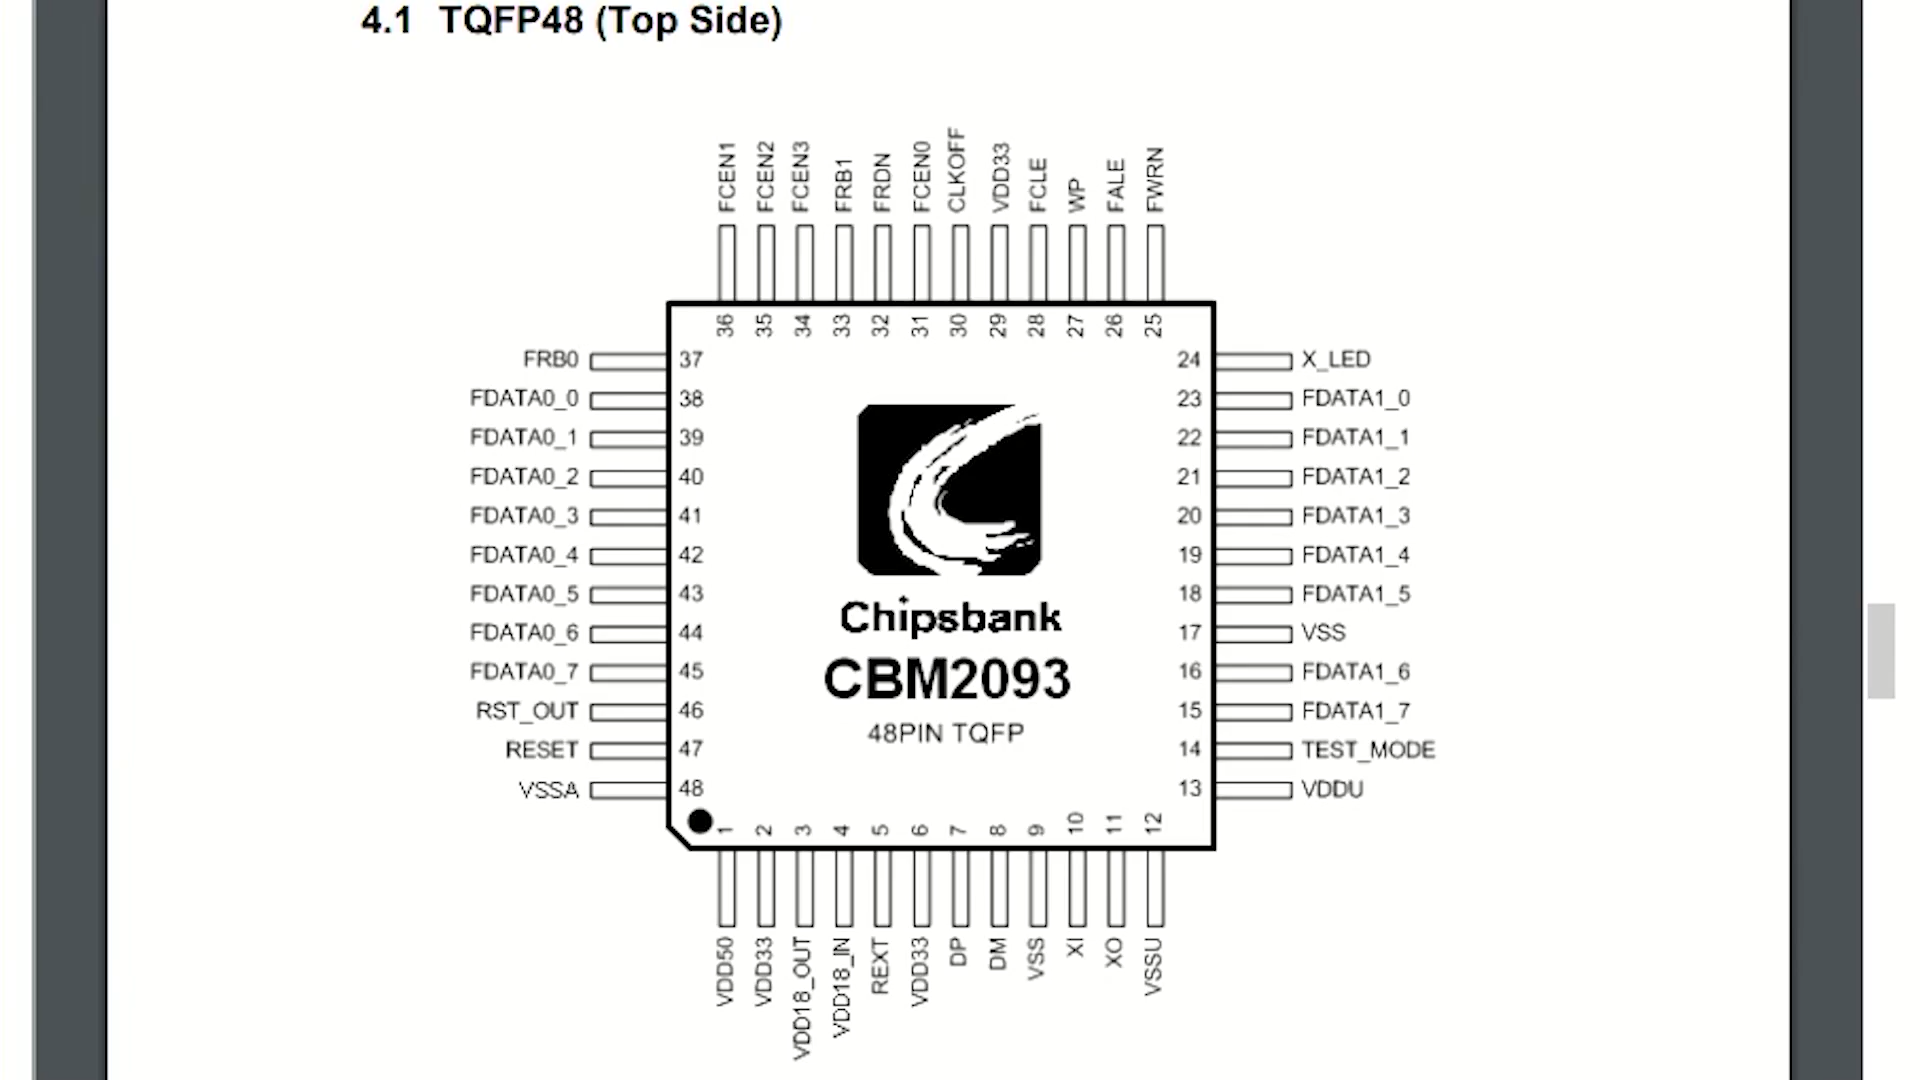 4.1 TQFP48 (Top Side)
FCEN1
FCEN2
FCEN3
FRB1
FRDN
FCEN0
CLKOFF
VDD33
FCLE
WP
FALE
FWRN
36 35 34 33 32 31 30 29 28 27 26 25
FRB0 37
FDATA0_0 38
FDATA0_1 39
FDATA0_2 40
FDATA0_3 41
FDATA0_4 42
FDATA0_5 43
FDATA0_6 44
FDATA0_7 45
RST_OUT 46
RESET 47
VSSA 48
Chipsbank
CBM2093
48PIN TQFP
24 X_LED
23 FDATA1_0
22 FDATA1_1
21 FDATA1_2
20 FDATA1_3
19 FDATA1_4
18 FDATA1_5
17 VSS
16 FDATA1_6
15 FDATA1_7
14 TEST_MODE
13 VDDU
1 2 3 4 5 6 7 8 9 10 11 12
VDD50
VDD33
VDD18_OUT
VDD18_IN
REXT
VDD33
DP
DM
VSS
XI
XO
VSSU